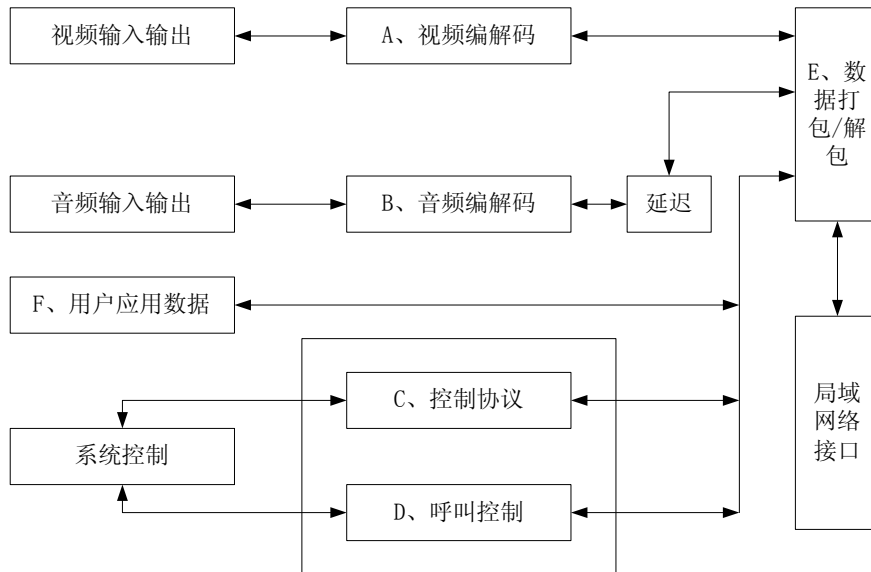 视频输入输出
A、视频编解码
E、数
据打
包/解
包
音频输入输出
B、音频编解码
延迟
F、用户应用数据
C、控制协议
系统控制
D、呼叫控制
局域
网络
接口